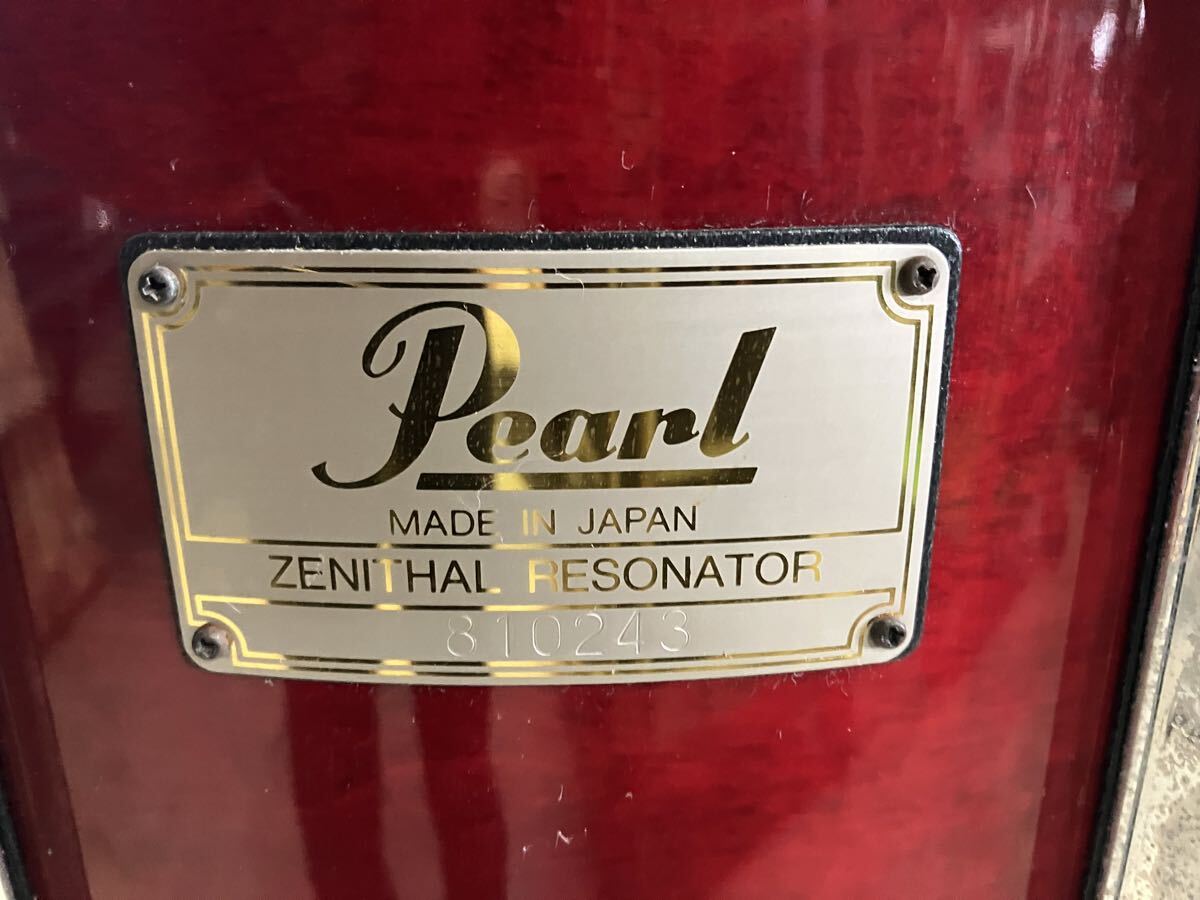 Pearl
MADE IN JAPAN
ZENITHAL RESONATOR
810243